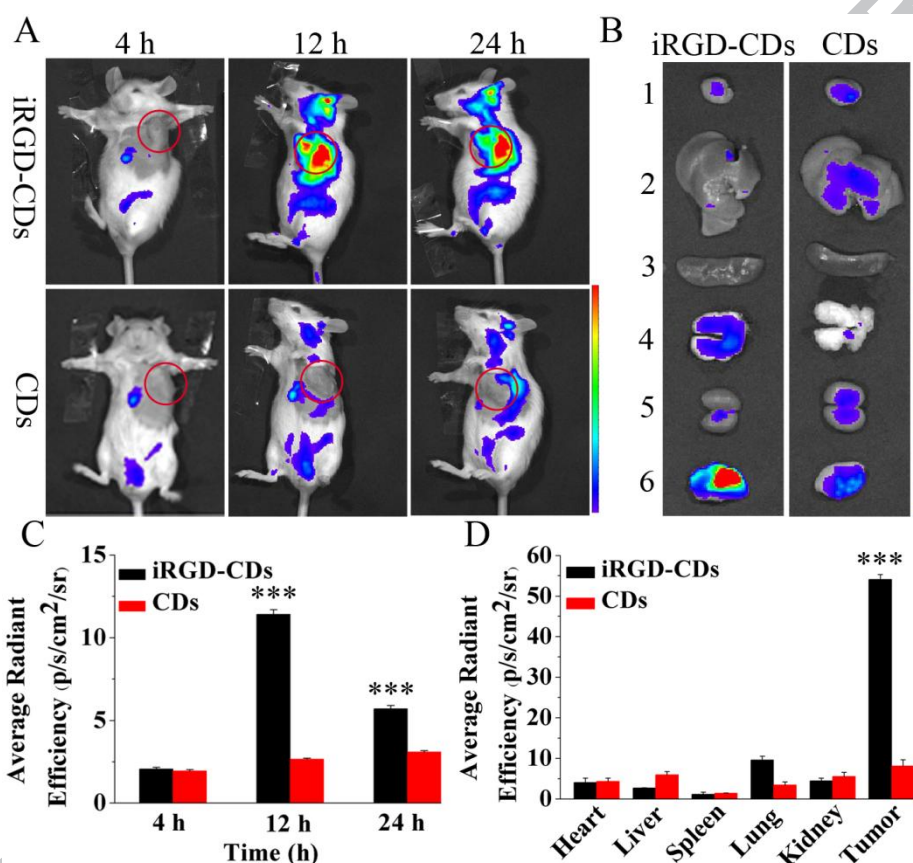 A
4 h
12 h
24 h
iRGD-CDs
CDs
B
iRGD-CDs
CDs
1
2
3
4
5
6
C
iRGD-CDs
CDs
***
***
15
10
5
0
Average Radiant
Efficiency (p/s/cm²/sr)
4 h
12 h
24 h
Time (h)
D
iRGD-CDs
CDs
***
60
50
40
30
20
10
0
Average Radiant
Efficiency (p/s/cm²/sr)
Heart
Liver
Spleen
Lung
Kidney
Tumor